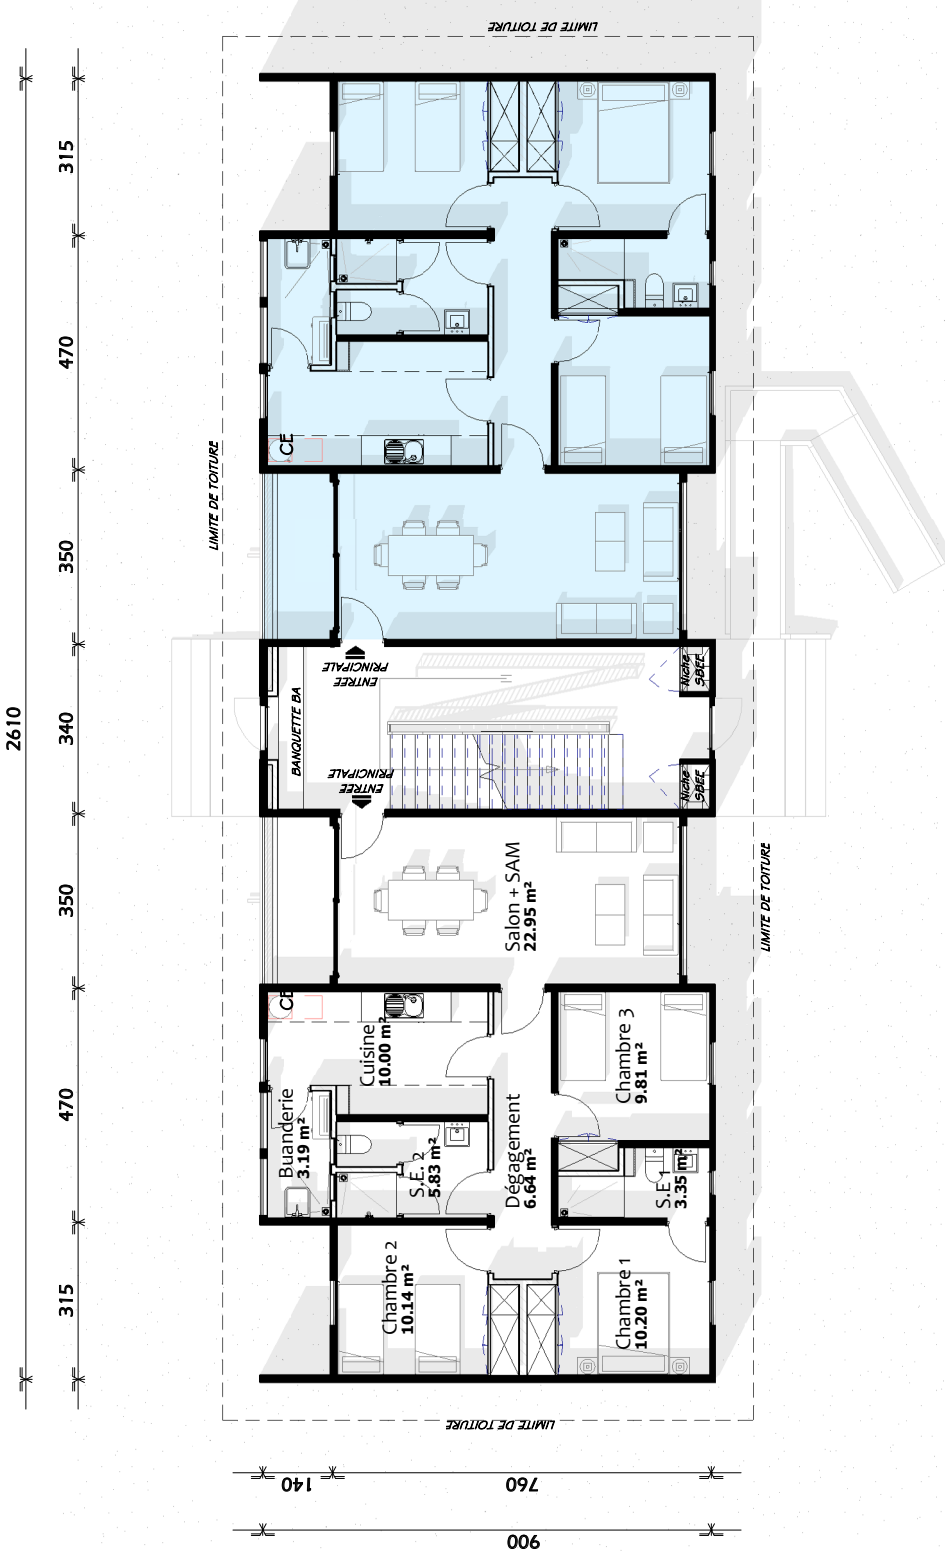 LIMITE DE TOITURE
315
470
LIMITE DE TOITURE
CE
350
ENTREE
PRINCIPALE
Niche
SBEE
2610
340
BANQUETTE BA
ENTREE
PRINCIPALE
Niche
SBEE
350
Salon + SAM
22.95 m²
LIMITE DE TOITURE
CE
Cuisine
10.00 m²
Chambre 3
9.81 m²
470
Buanderie
3.19 m²
S.E. 2
5.83 m²
Dégagement
6.64 m²
S.E 1
3.35 m²
315
Chambre 2
10.14 m²
Chambre 1
10.20 m²
LIMITE DE TOITURE
140
760
900